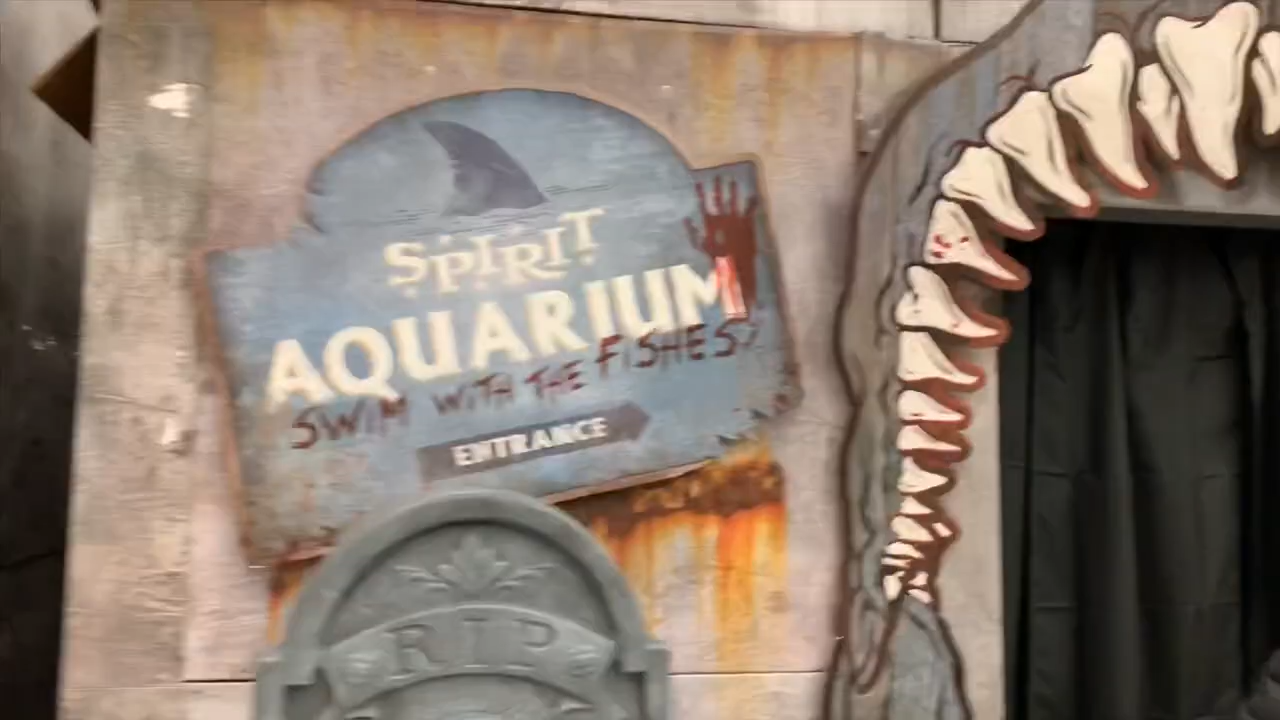 SPIRIT
AQUARIUM
SWIM WITH THE FISHES
ENTRANCE
RIP